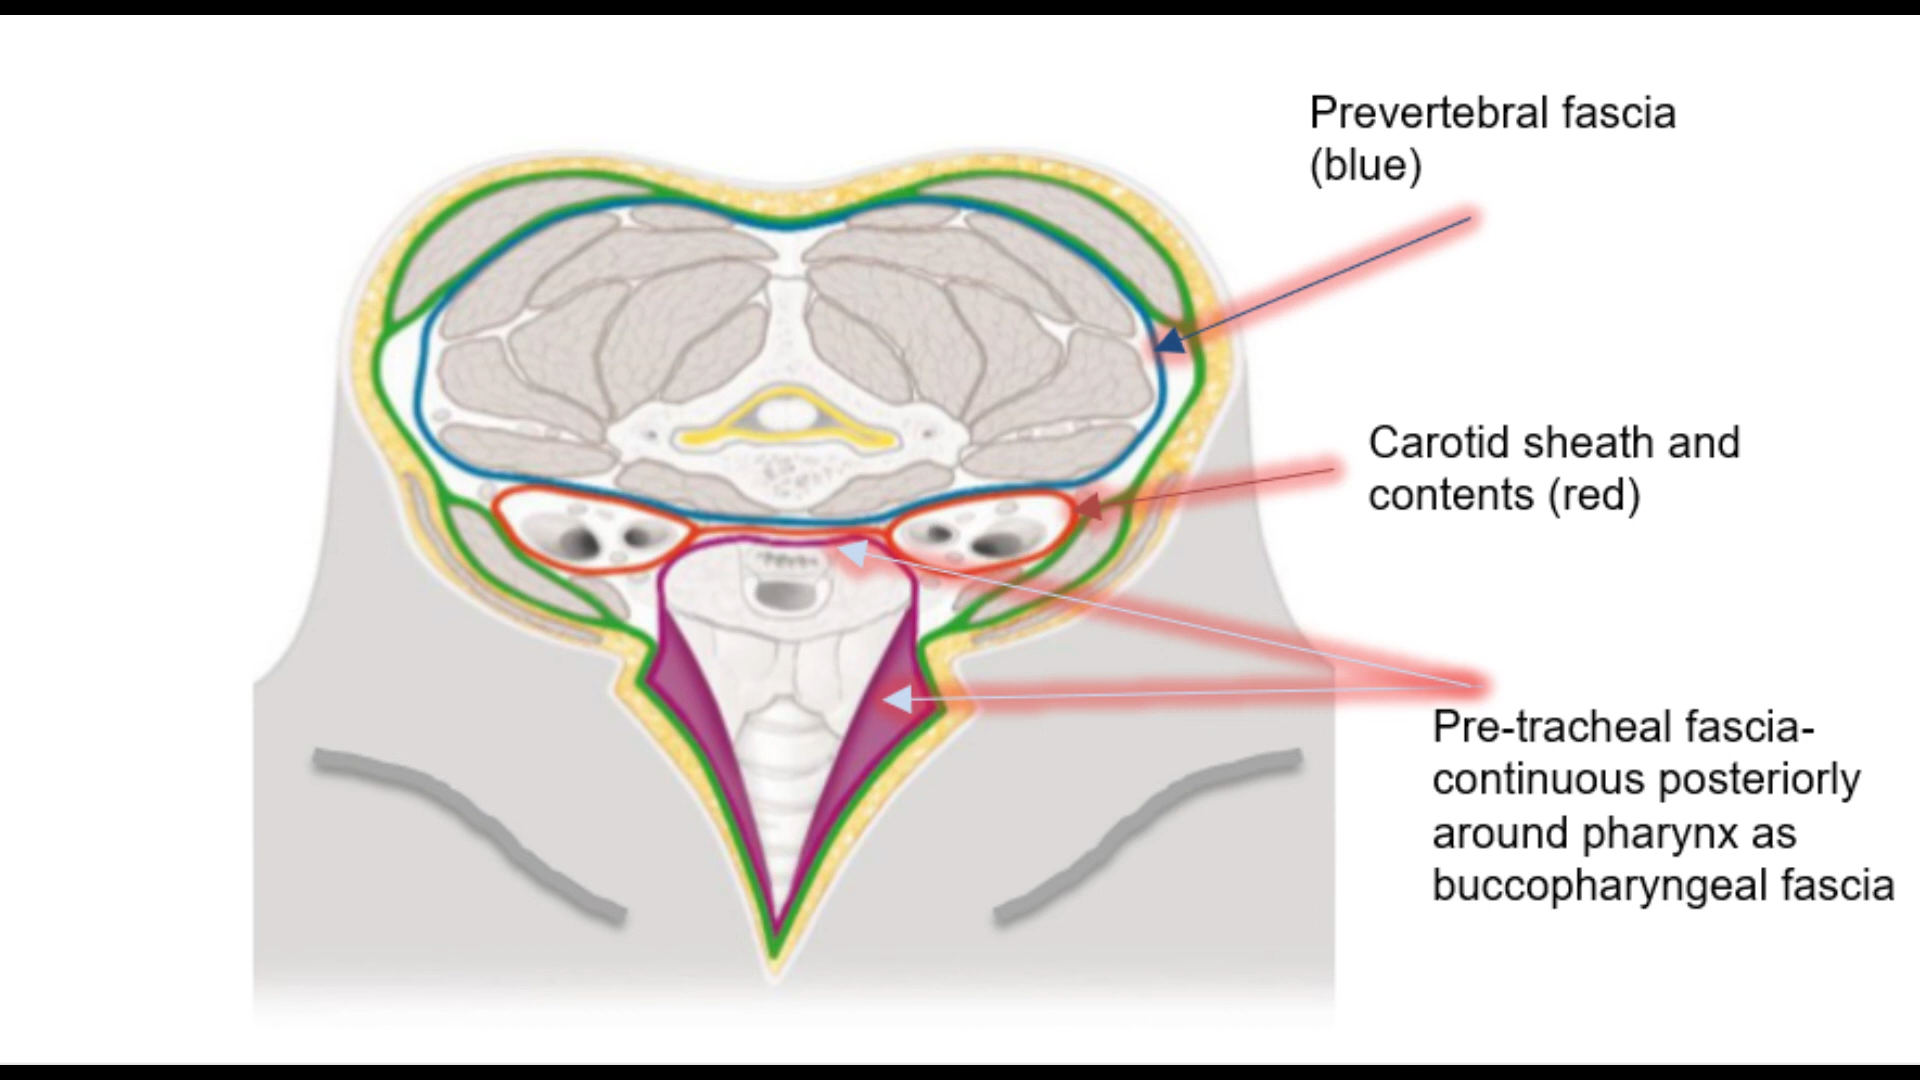 Prevertebral fascia
(blue)
Carotid sheath and
contents (red)
Pre-tracheal fascia-
continuous posteriorly
around pharynx as
buccopharyngeal fascia